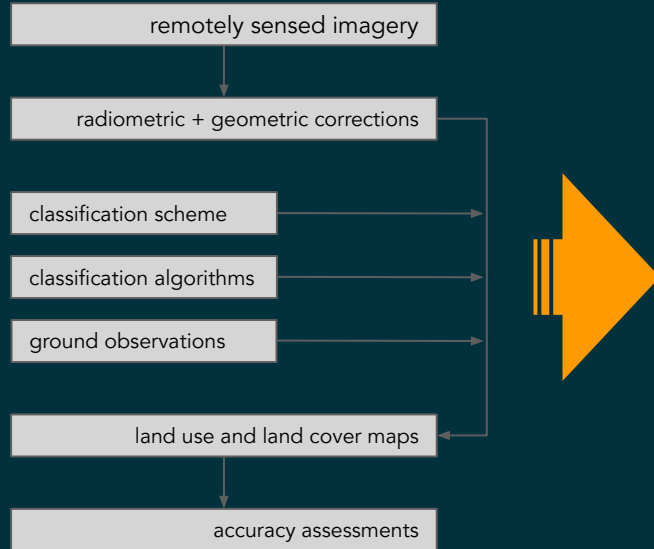 remotely sensed imagery
radiometric + geometric corrections
classification scheme
classification algorithms
ground observations
land use and land cover maps
accuracy assessments